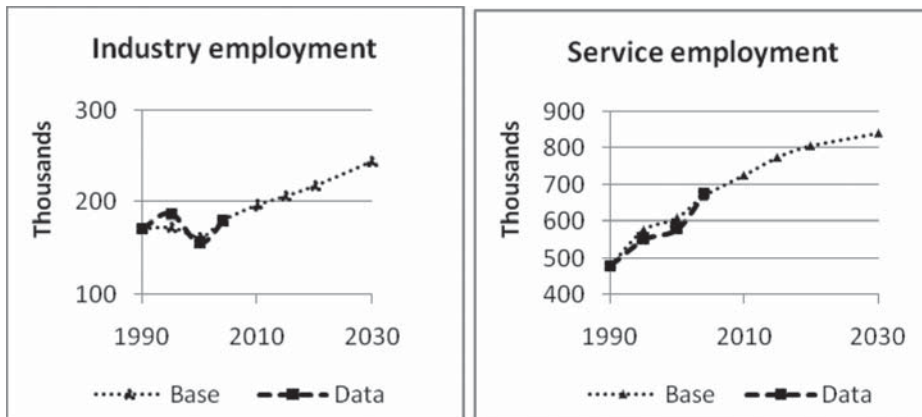 Industry employment
Thousands
300
200
100
1990
2010
2030
Base
Data
Service employment
Thousands
900
800
700
600
500
400
1990
2010
2030
Base
Data